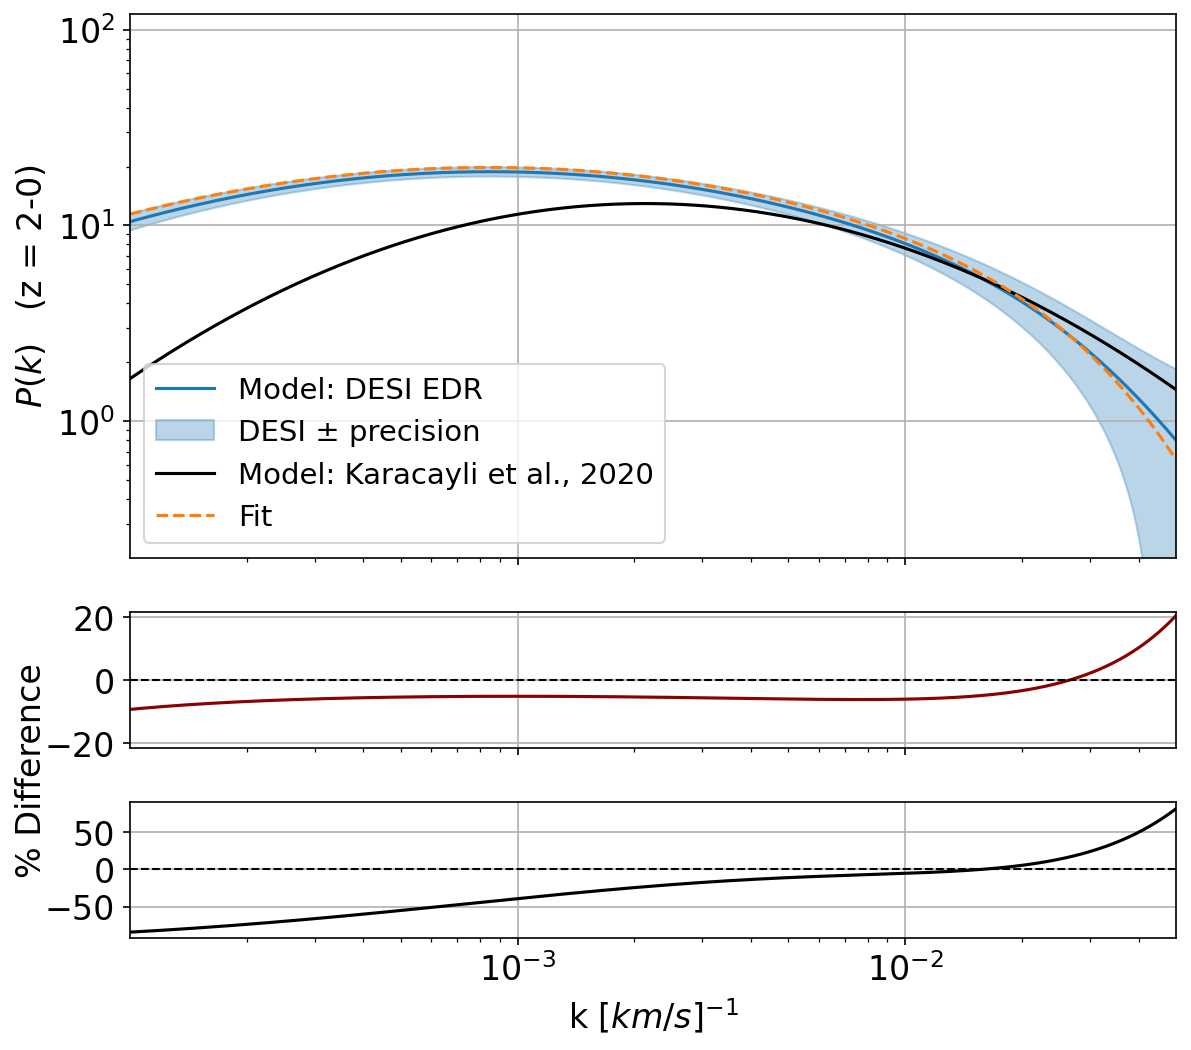 10²
10¹
10⁰
P(k) (z = 2-0)
Model: DESI EDR
DESI ± precision
Model: Karacayli et al., 2020
Fit
20
0
−20
% Difference
50
0
−50
10⁻³
10⁻²
k [km/s]⁻¹